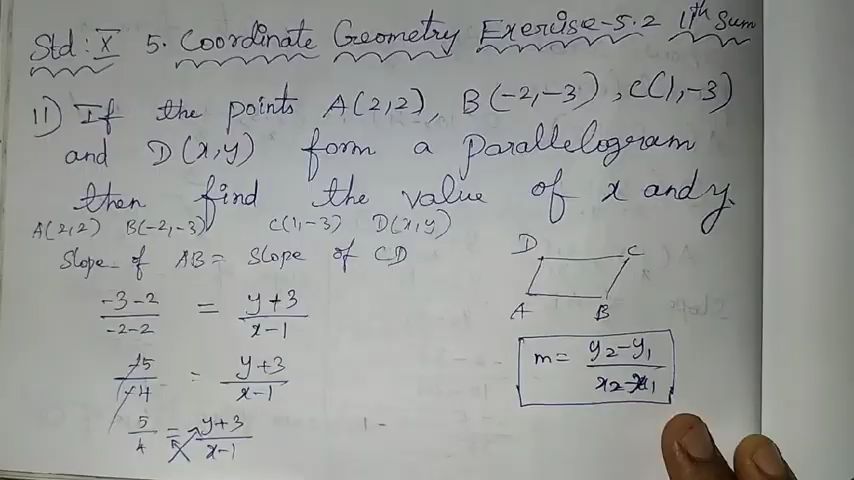 Std: X 5. Coordinate Geometry Exercise-5.2 11th Sum
11) If the points A(2,2), B(-2,-3), C(1,-3)
and D(x,y) form a parallelogram
then find the value of x and y.
A(2,2) B(-2,-3) C(1,-3) D(x,y)
Slope of AB = Slope of CD
-3-2 / -2-2 = y+3 / x-1
-5 / -4 = y+3 / x-1
5 / 4 = y+3 / x-1
D C
A B
m = y₂-y₁ / x₂-x₁